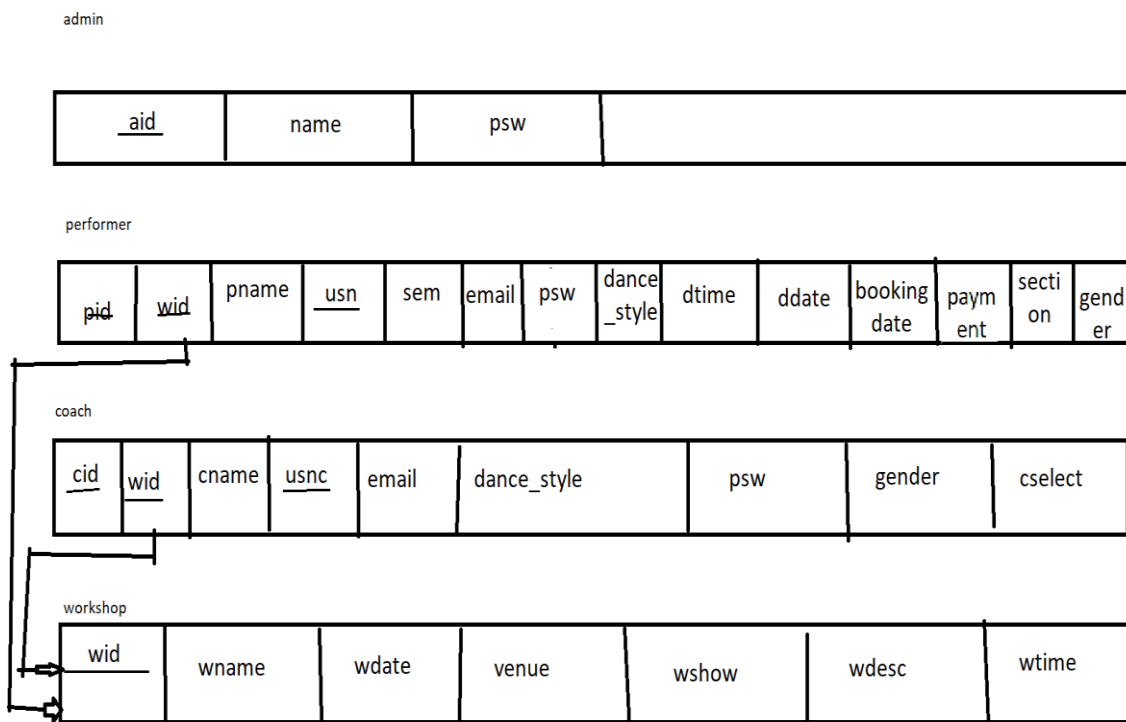 admin
aid name psw
performer
pid wid pname usn sem email psw dance dtime ddate booking paym secti gend
_style date ent on er
coach
cid wid cname usnc email dance_style psw gender cselect
workshop
wid wname wdate venue wshow wdesc wtime